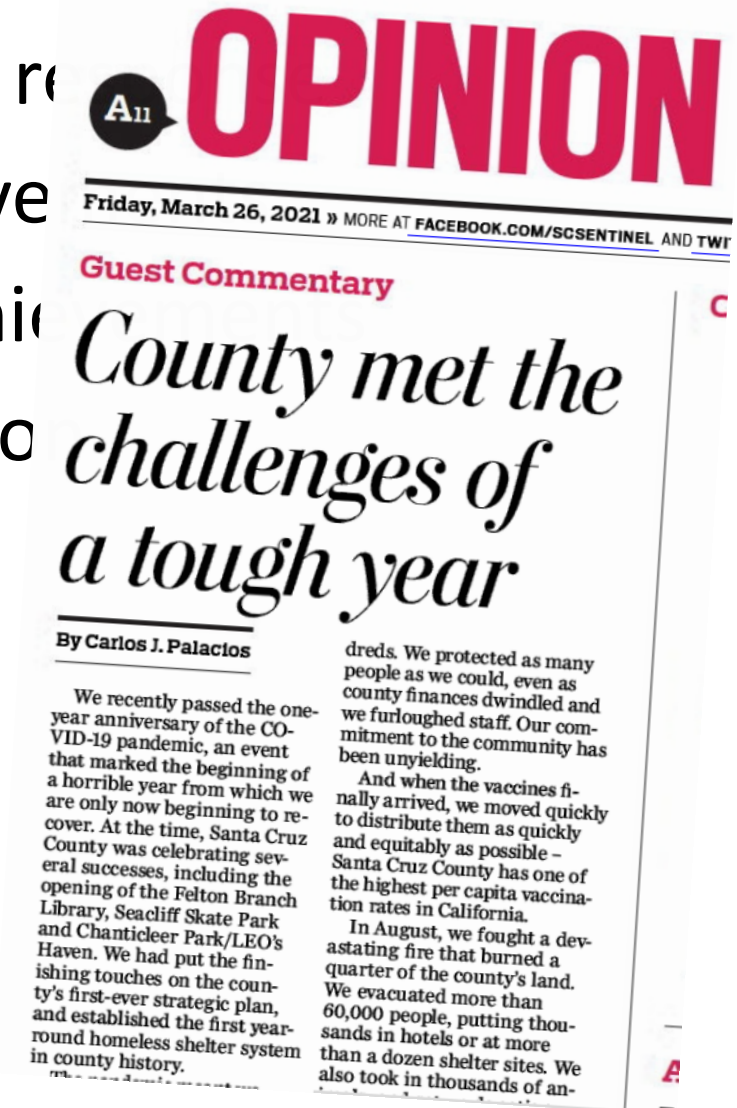 re
ve
nie
o
A11
OPINION
Friday, March 26, 2021 » MORE AT FACEBOOK.COM/SCSENTINEL AND TWI
Guest Commentary
County met the
challenges of
a tough year
By Carlos J. Palacios
We recently passed the one-
year anniversary of the CO-
VID-19 pandemic, an event
that marked the beginning of
a horrible year from which we
are only now beginning to re-
cover. At the time, Santa Cruz
County was celebrating sev-
eral successes, including the
opening of the Felton Branch
Library, Seacliff Skate Park
and Chanticleer Park/LEO's
Haven. We had put the fin-
ishing touches on the coun-
ty's first-ever strategic plan,
and established the first year-
round homeless shelter system
in county history.
dreds. We protected as many
people as we could, even as
county finances dwindled and
we furloughed staff. Our com-
mitment to the community has
been unyielding.
And when the vaccines fi-
nally arrived, we moved quickly
to distribute them as quickly
and equitably as possible –
Santa Cruz County has one of
the highest per capita vaccina-
tion rates in California.
In August, we fought a dev-
astating fire that burned a
quarter of the county's land.
We evacuated more than
60,000 people, putting thou-
sands in hotels or at more
than a dozen shelter sites. We
also took in thousands of an-
C
A